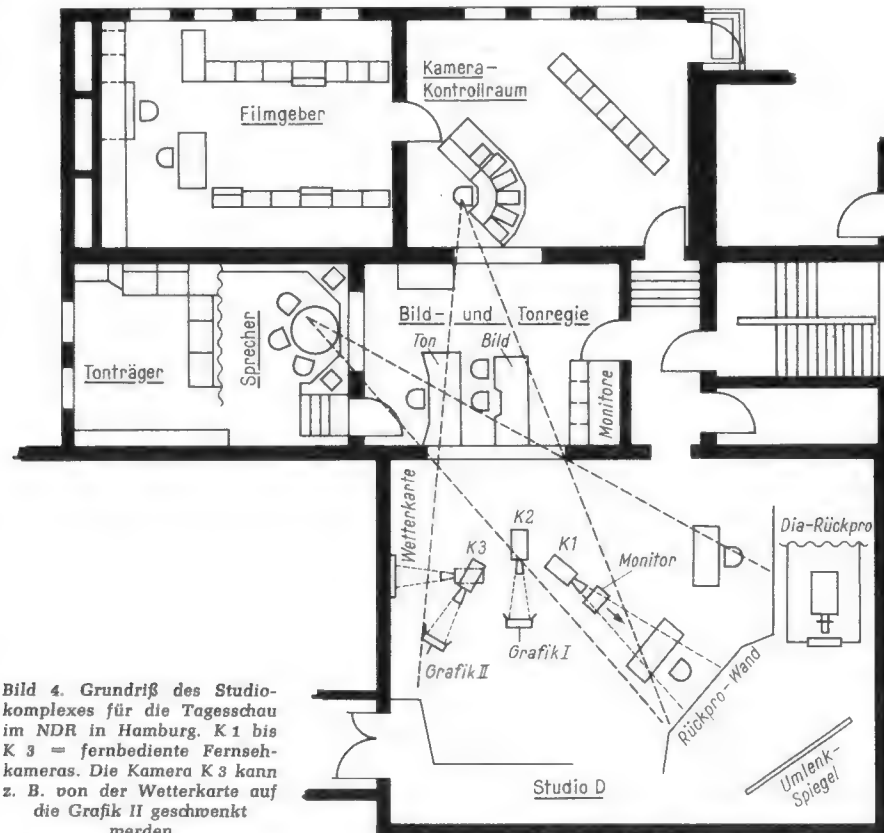 Filmgeber
Kamera-
Kontrollraum
Tonträger
Sprecher
Bild- und Tonregie
Ton
Bild
Monitore
Wetterkarte
K3
K2
K1
Monitor
Grafik II
Grafik I
Dia-Rückpro
Rückpro-Wand
Umlenk-
Spiegel
Studio D
Bild 4. Grundriß des Studio-
komplexes für die Tagesschau
im NDR in Hamburg. K 1 bis
K 3 = fernbediente Fernseh-
kameras. Die Kamera K 3 kann
z. B. von der Wetterkarte auf
die Grafik II geschwenkt
werden